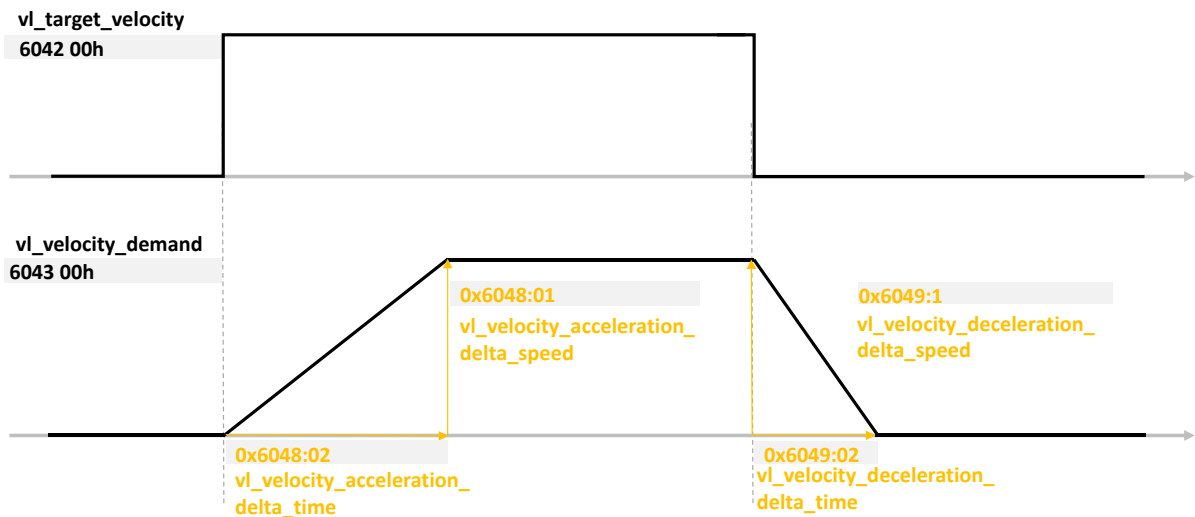 vl_target_velocity
6042 00h
vl_velocity_demand
6043 00h
0x6048:01
vl_velocity_acceleration_
delta_speed
0x6049:1
vl_velocity_deceleration_
delta_speed
0x6048:02
vl_velocity_acceleration_
delta_time
0x6049:02
vl_velocity_deceleration_
delta_time